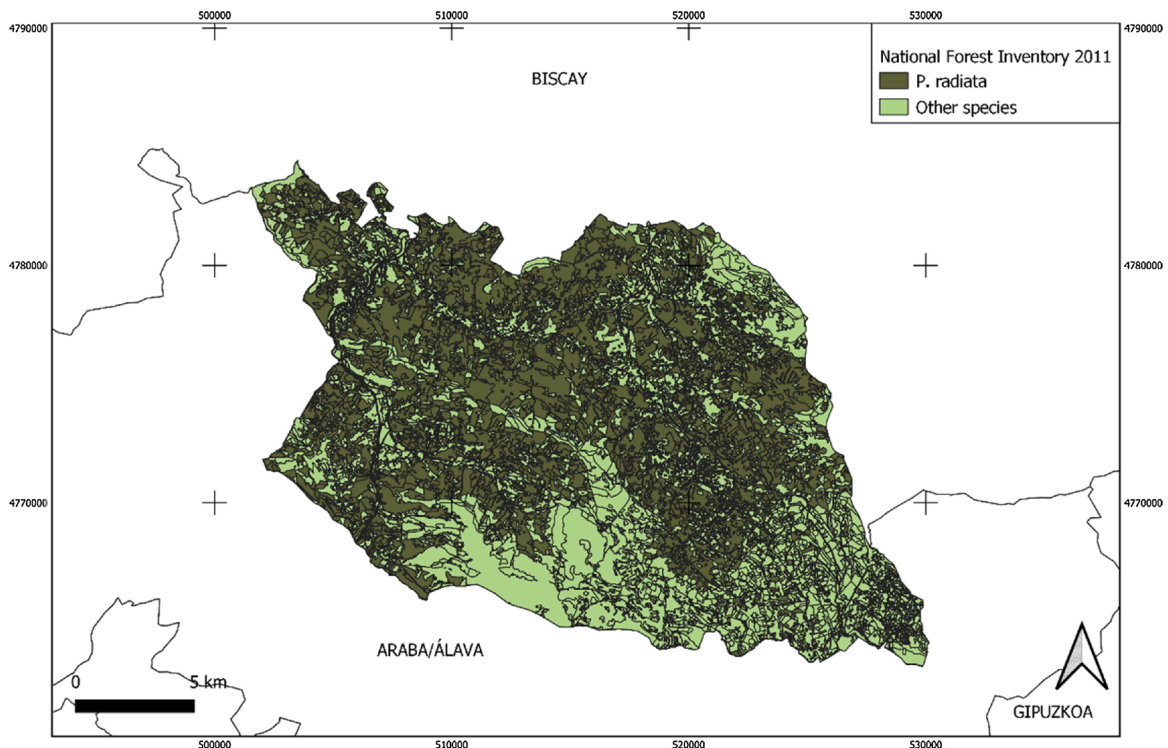 500000 510000 520000 530000
4790000 4790000
National Forest Inventory 2011
P. radiata
Other species
BISCAY
4780000 4780000
4770000 4770000
ARABA/ÁLAVA
0 5 km
GIPUZKOA
500000 510000 520000 530000